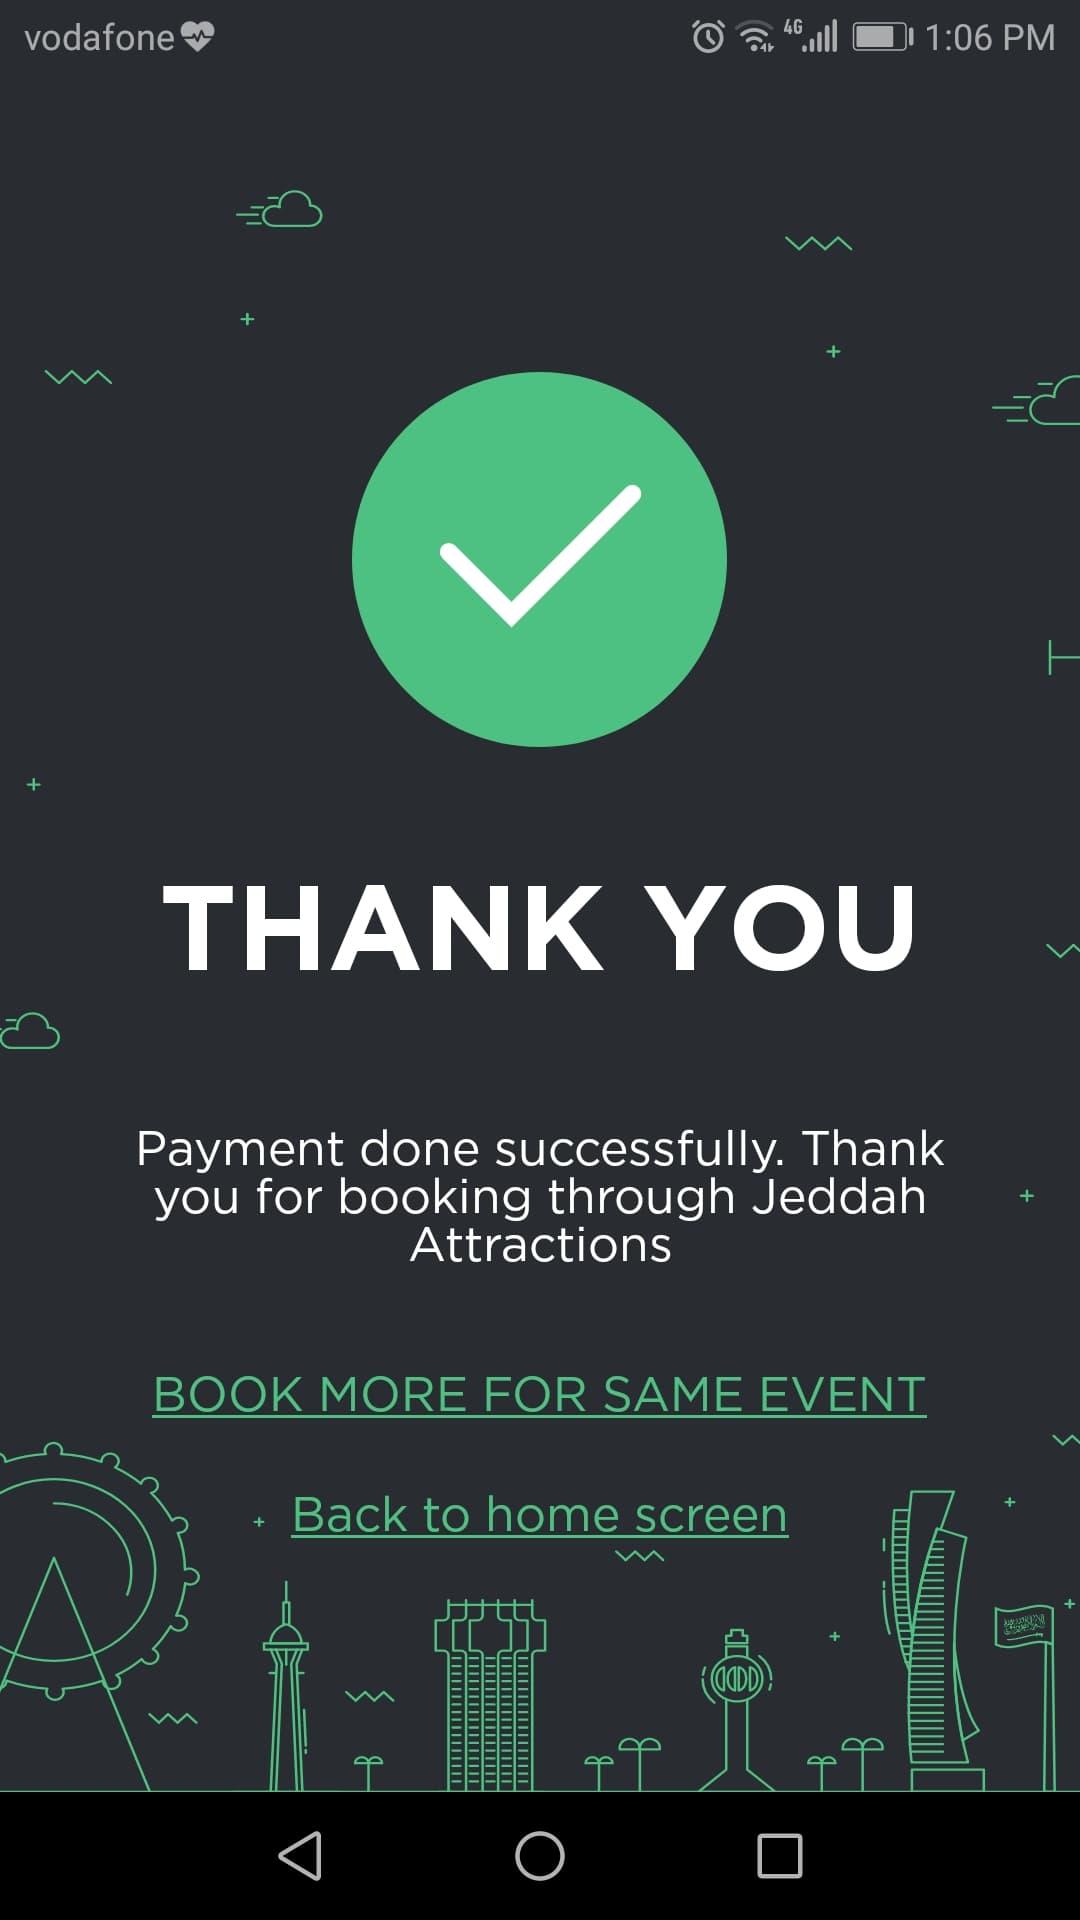 vodafone 4G 1:06 PM
THANK YOU
Payment done successfully. Thank
you for booking through Jeddah
Attractions
BOOK MORE FOR SAME EVENT
Back to home screen